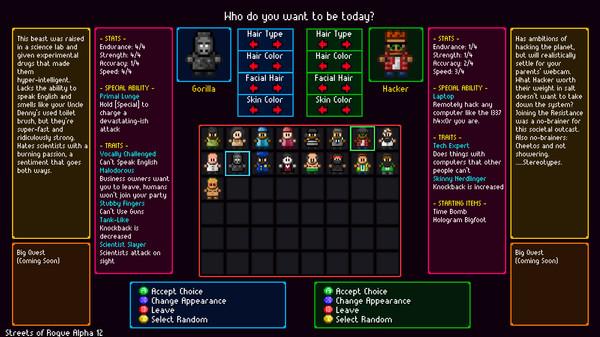 Who do you want to be today?
This beast was raised
in a science lab and
given experimental
drugs that made
them
hyper-intelligent.
Lacks the ability to
speak English and
smells like your Uncle
Denny's used toilet
brush, but they're
super-fast and
ridiculously strong.
Hates scientists with a
burning passion, a
sentiment that goes
both ways.
Big Quest
(Coming Soon)
- STATS -
Endurance: 4/4
Strength: 4/4
Accuracy: 1/4
Speed: 4/4
- SPECIAL ABILITY -
Primal Lunge
Hold [Special] to
charge a
devastating-ish
attack
- TRAITS -
Vocally Challenged
Can't Speak English
Malodorous
Business owners want
you to leave, humans
won't join your party
Stubby Fingers
Can't Use Guns
Tank-Like
Knockback is
decreased
Scientist Slayer
Scientists attack on
sight
Gorilla
Hair Type
Hair Color
Facial Hair
Skin Color
Hair Type
Hair Color
Facial Hair
Skin Color
Hacker
- STATS -
Endurance: 1/4
Strength: 1/4
Accuracy: 2/4
Speed: 3/4
- SPECIAL ABILITY -
Laptop
Remotely hack any
computer like the l337
h4x0r you are.
- TRAITS -
Tech Expert
Does things with
computers that other
people can't
Skinny Nerdlinger
Knockback is increased
- STARTING ITEMS -
Time Bomb
Hologram Bigfoot
Has ambitions of
hacking the planet,
but will realistically
settle for your
parents' webcam.
What Hacker were
their weight in salt
doesn't want to take
down the system?
Joining the Resistance
was a no-brainer for
this societal outcast.
Also no-brainers:
Cheetos and not
showering.
.....Stereotypes.
Big Quest
(Coming Soon)
Accept Choice
Change Appearance
Leave
Select Random
Accept Choice
Change Appearance
Leave
Select Random
Streets of Rogue Alpha 12